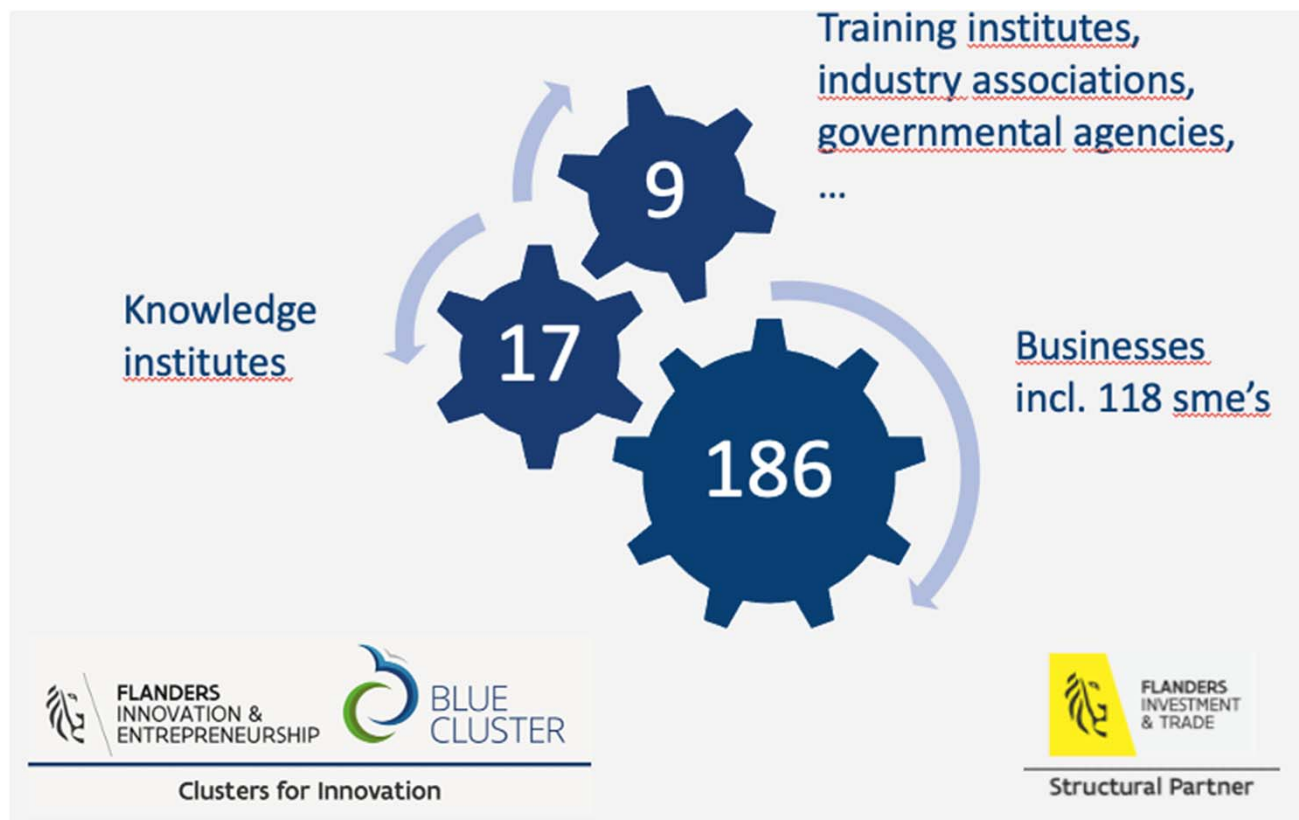 Training institutes,
industry associations,
governmental agencies,
...
9
Knowledge
institutes
17
Businesses
incl. 118 sme's
186
FLANDERS
INNOVATION &
ENTREPRENEURSHIP
BLUE
CLUSTER
Clusters for Innovation
FLANDERS
INVESTMENT
& TRADE
Structural Partner